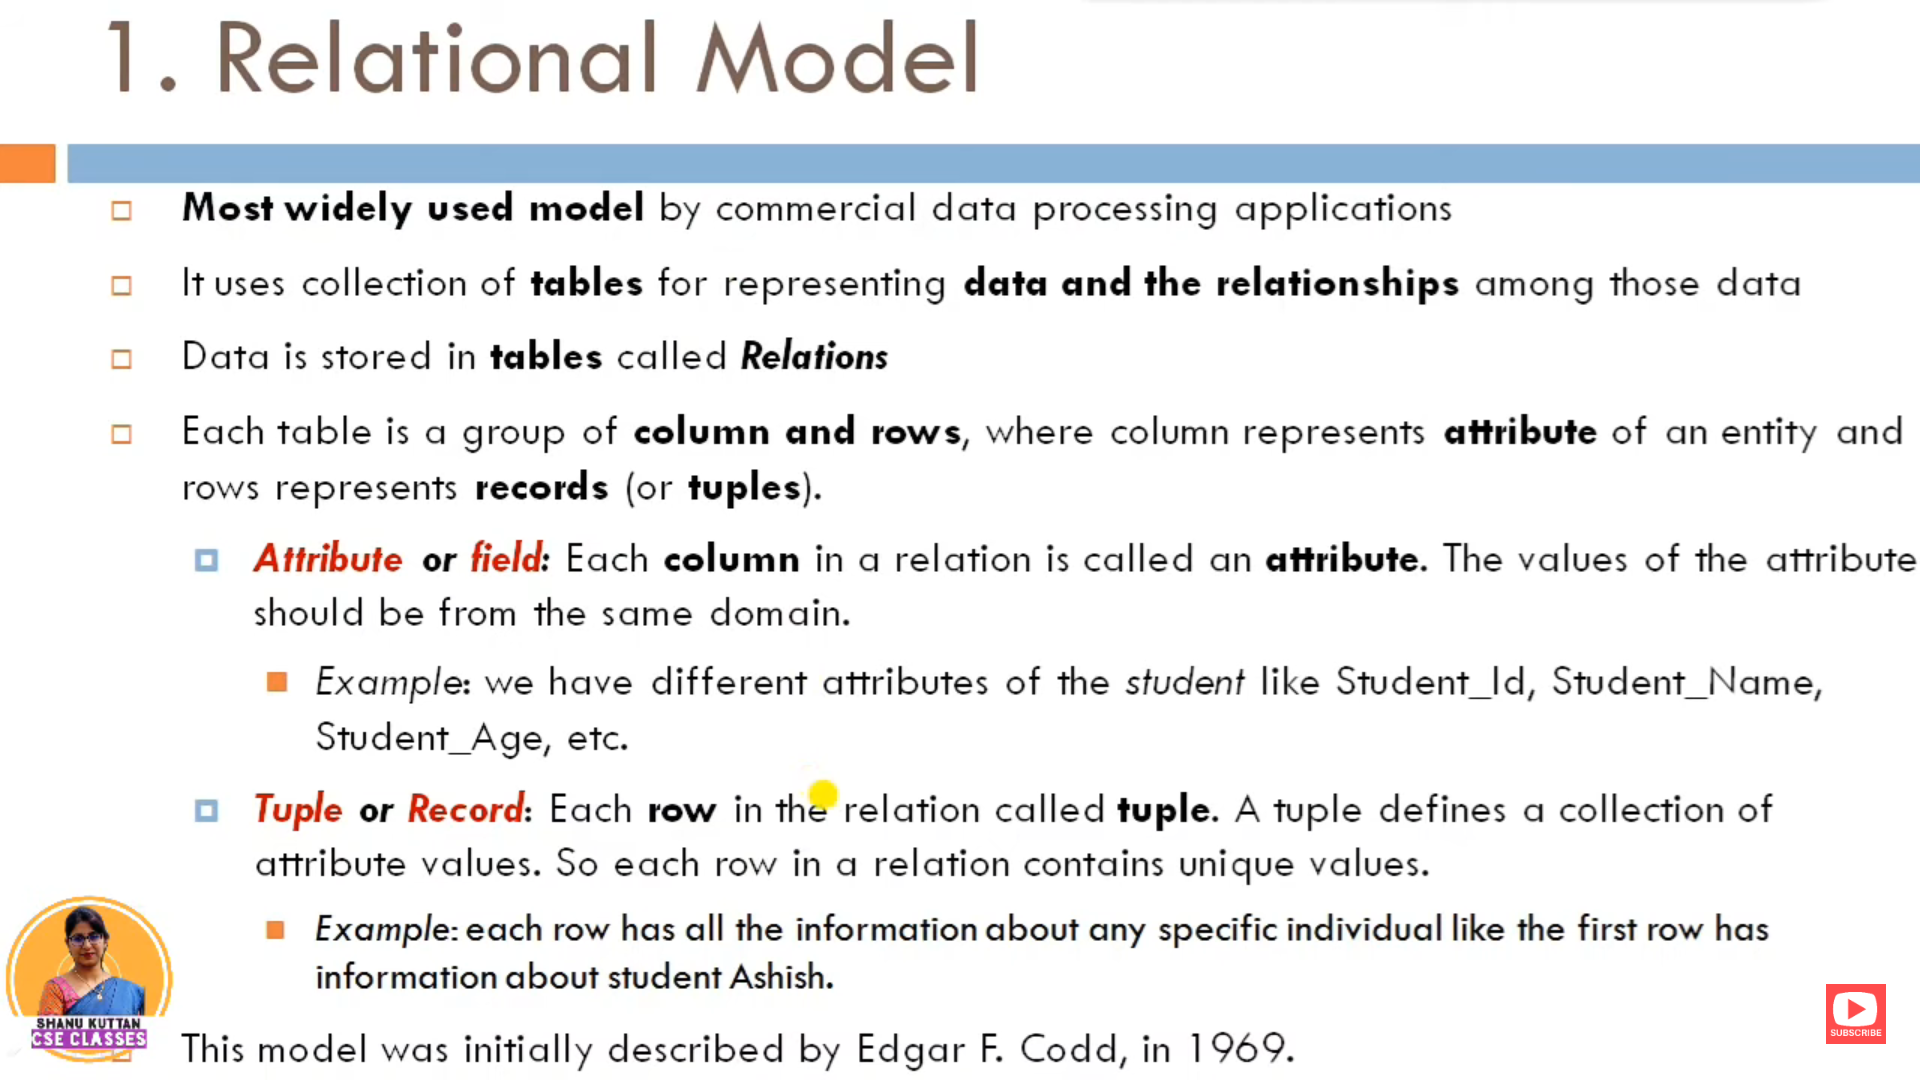 1. Relational Model
Most widely used model by commercial data processing applications
It uses collection of tables for representing data and the relationships among those data
Data is stored in tables called Relations
Each table is a group of column and rows, where column represents attribute of an entity and
rows represents records (or tuples).
Attribute or field: Each column in a relation is called an attribute. The values of the attribute
should be from the same domain.
Example: we have different attributes of the student like Student_Id, Student_Name,
Student_Age, etc.
Tuple or Record: Each row in the relation called tuple. A tuple defines a collection of
attribute values. So each row in a relation contains unique values.
Example: each row has all the information about any specific individual like the first row has
information about student Ashish.
This model was initially described by Edgar F. Codd, in 1969.
SHANU KUTTAN
CSE CLASSES
SUBSCRIBE